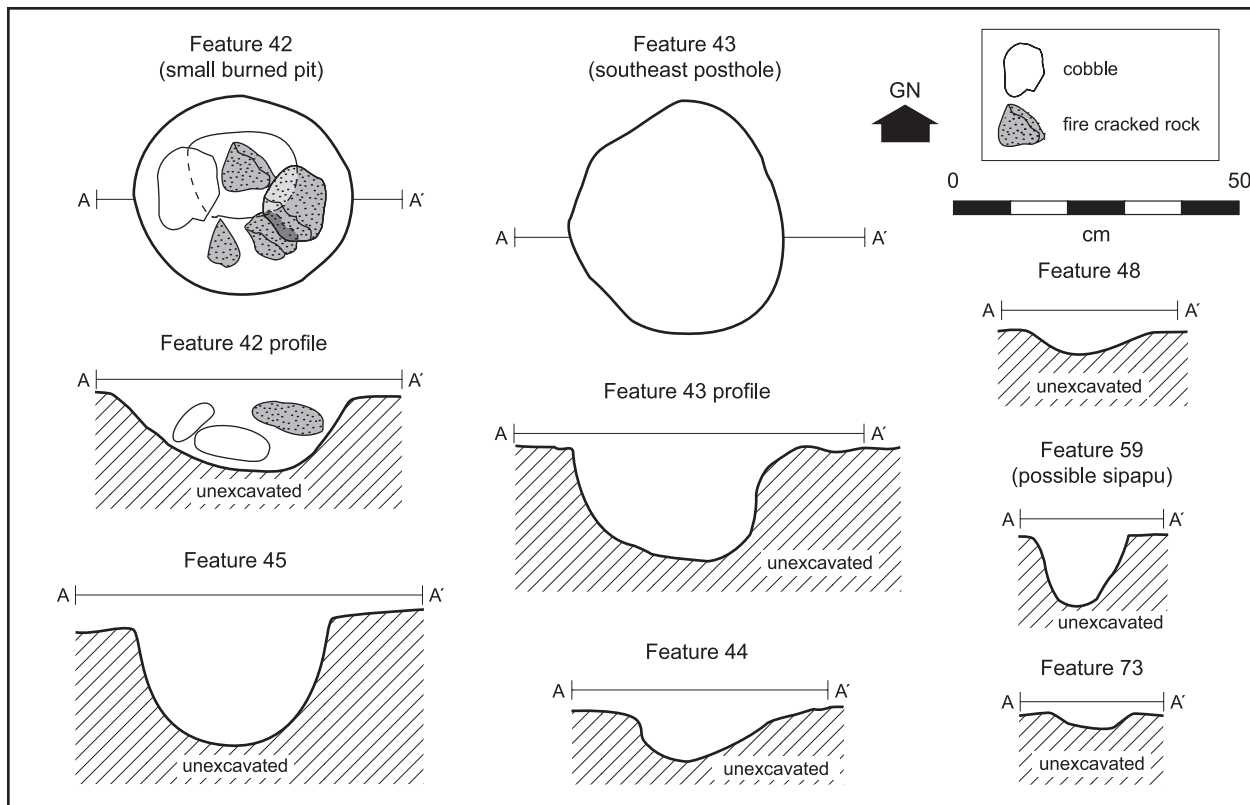 Feature 42
(small burned pit)
A A′
Feature 42 profile
A A′
unexcavated
Feature 45
A A′
unexcavated
Feature 43
(southeast posthole)
A A′
Feature 43 profile
A A′
unexcavated
Feature 44
A A′
unexcavated
GN
cobble
fire cracked rock
0 50
cm
Feature 48
A A′
unexcavated
Feature 59
(possible sipapu)
A A′
unexcavated
Feature 73
A A′
unexcavated